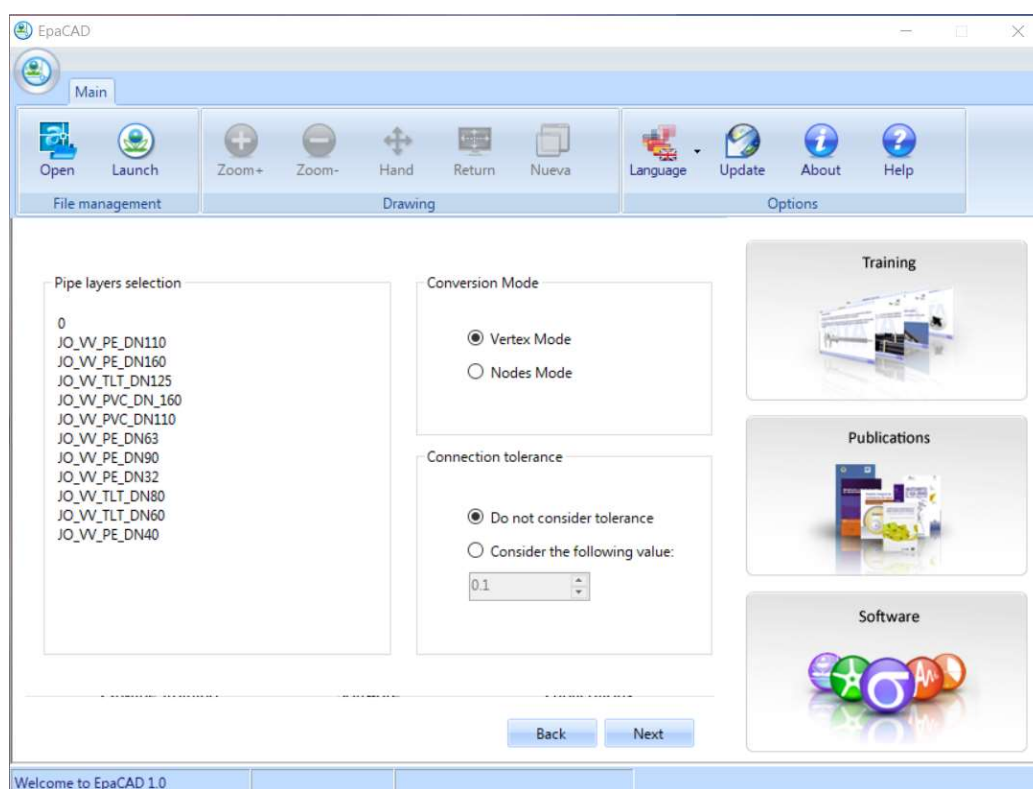 EpaCAD
Main
Open
Launch
Zoom+
Zoom-
Hand
Return
Nueva
Language
Update
About
Help
File management
Drawing
Options
Pipe layers selection
0
JO_VV_PE_DN110
JO_VV_PE_DN160
JO_VV_TLT_DN125
JO_VV_PVC_DN_160
JO_VV_PVC_DN110
JO_VV_PE_DN63
JO_VV_PE_DN90
JO_VV_PE_DN32
JO_VV_TLT_DN80
JO_VV_TLT_DN60
JO_VV_PE_DN40
Conversion Mode
Vertex Mode
Nodes Mode
Connection tolerance
Do not consider tolerance
Consider the following value:
0.1
Training
Publications
Software
Back
Next
Welcome to EpaCAD 1.0